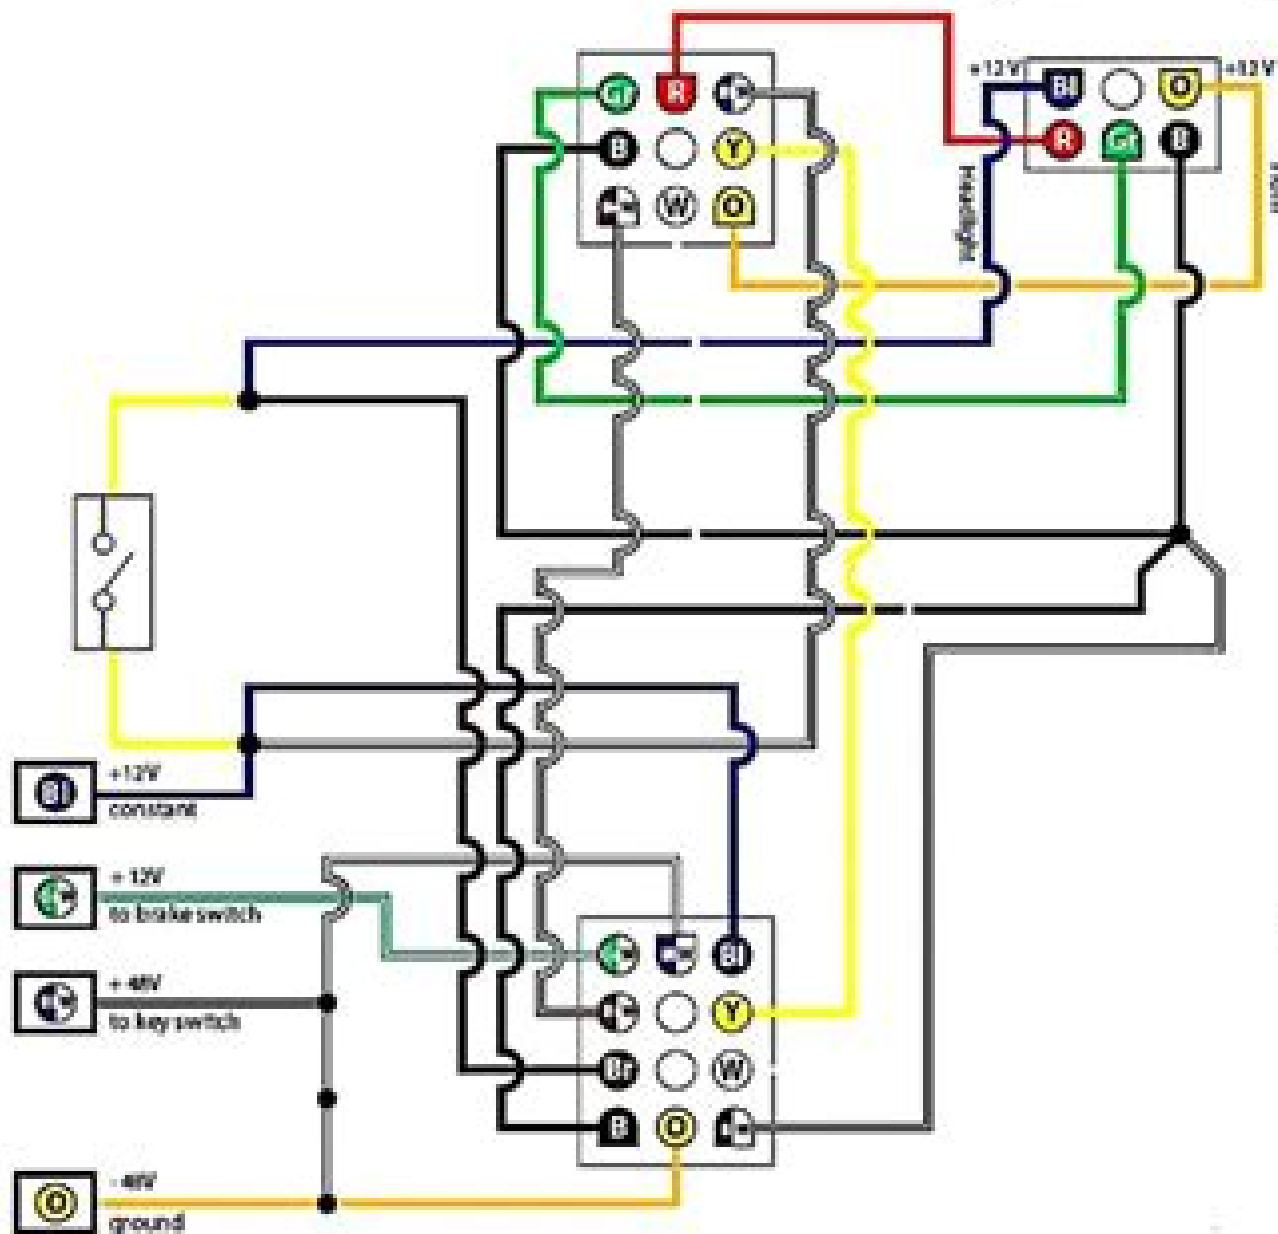 Gr R
B Y
W O
+12V Bl O +12V
R Gr B
Headlight
+12V
Bl
constant
+12V
to brake switch
+48V
to key switch
Bl
Y
Br W
B O
-48V
O
ground